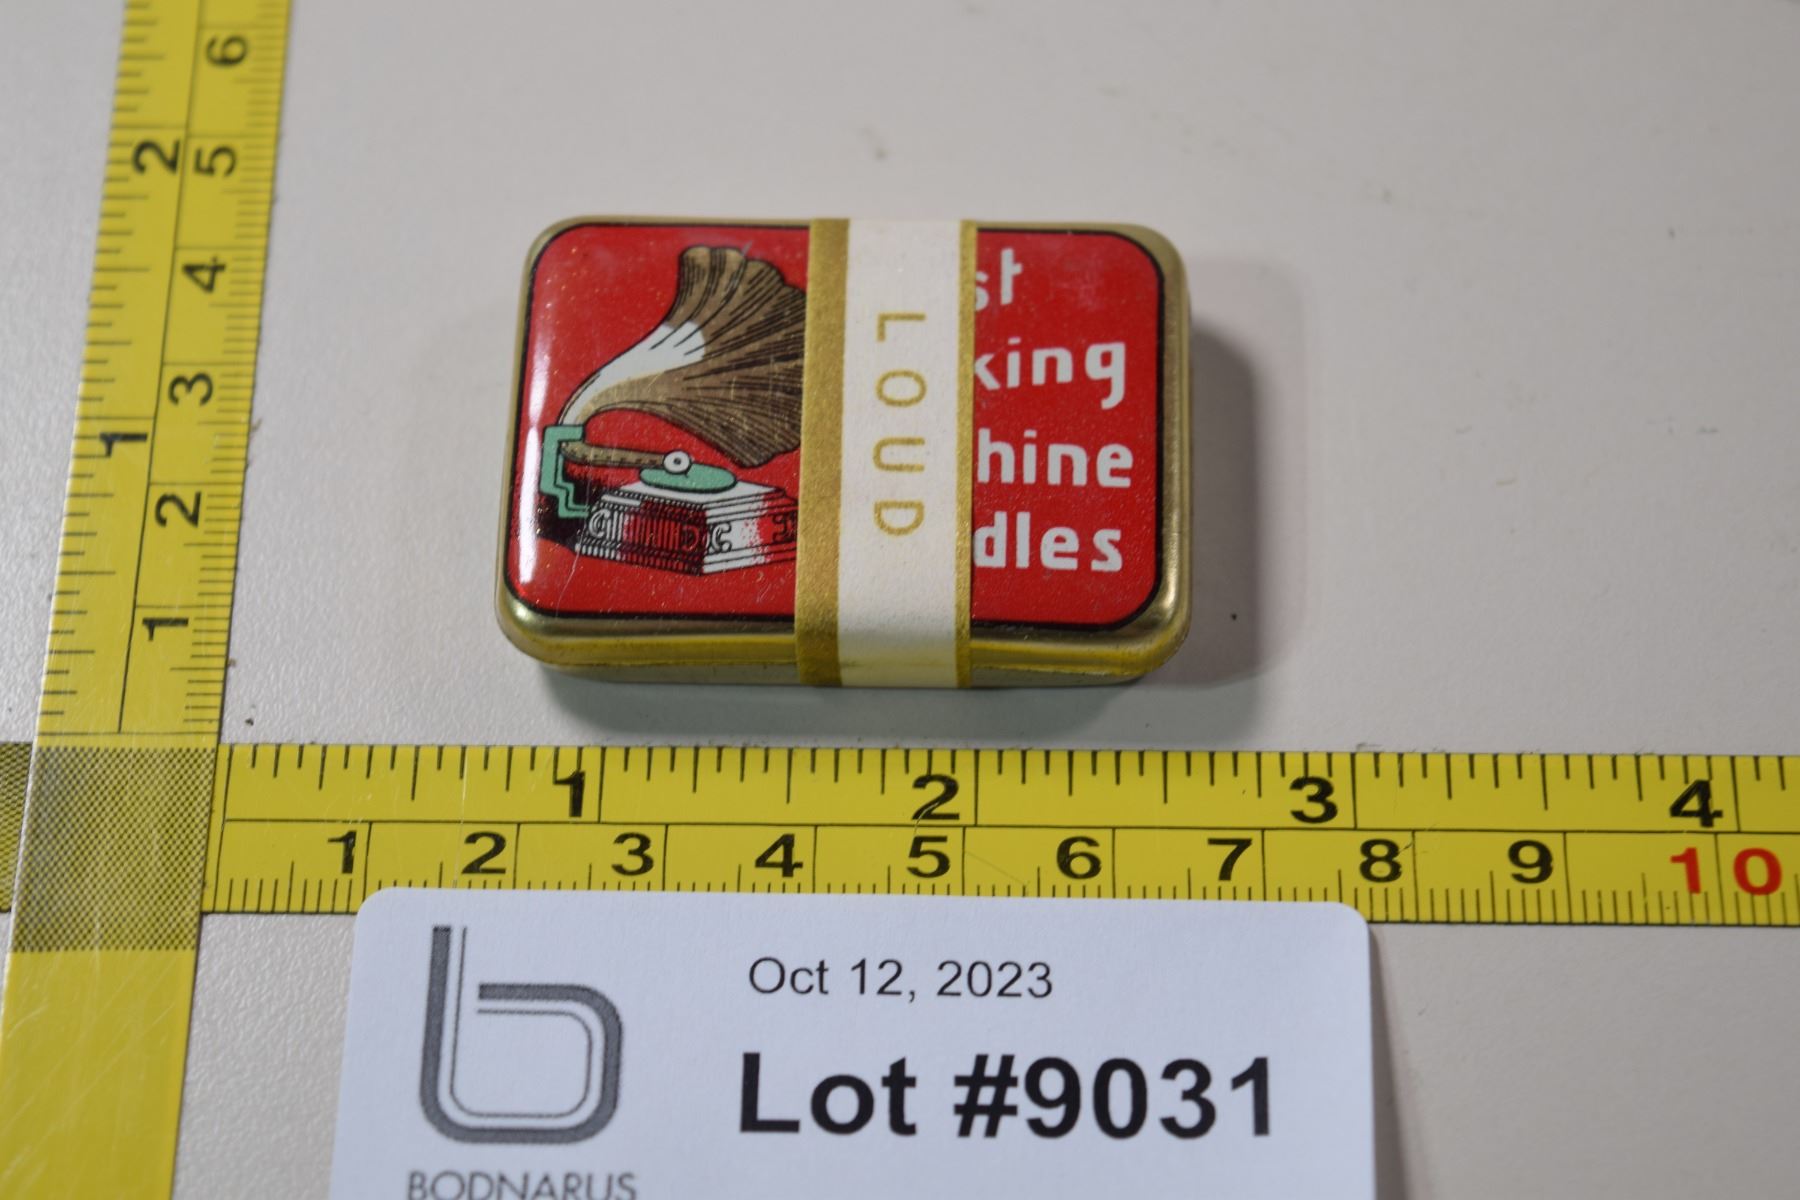 6
2
5
4
3
1
2
1
st
king
hine
dles
LOUD
1 2 3 4
1 2 3 4 5 6 7 8 9 10
Oct 12, 2023
Lot #9031
BODNARUS